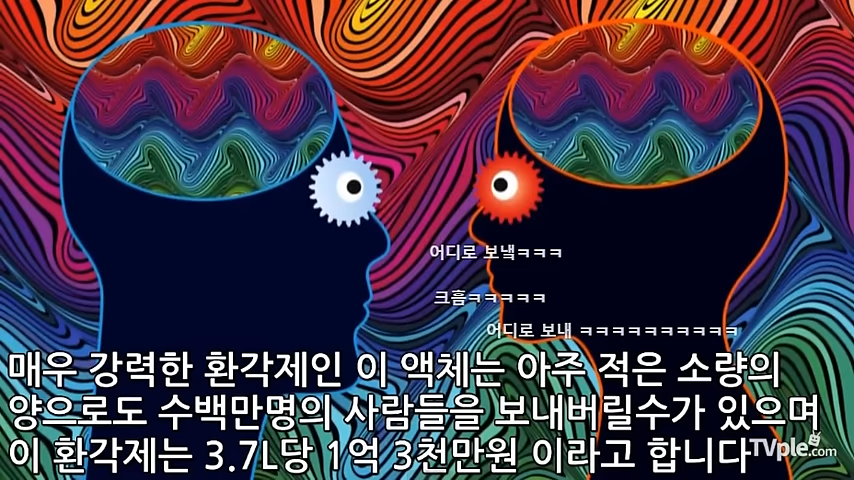 어디로 보냌ㅋㅋㅋ
크흡ㅋㅋㅋㅋㅋ
어디로 보내 ㅋㅋㅋㅋㅋㅋㅋㅋㅋㅋ
매우 강력한 환각제인 이 액체는 아주 적은 소량의
양으로도 수백만명의 사람들을 보내버릴수가 있으며
이 환각제는 3.7L당 1억 3천만원 이라고 합니다
TVple.com